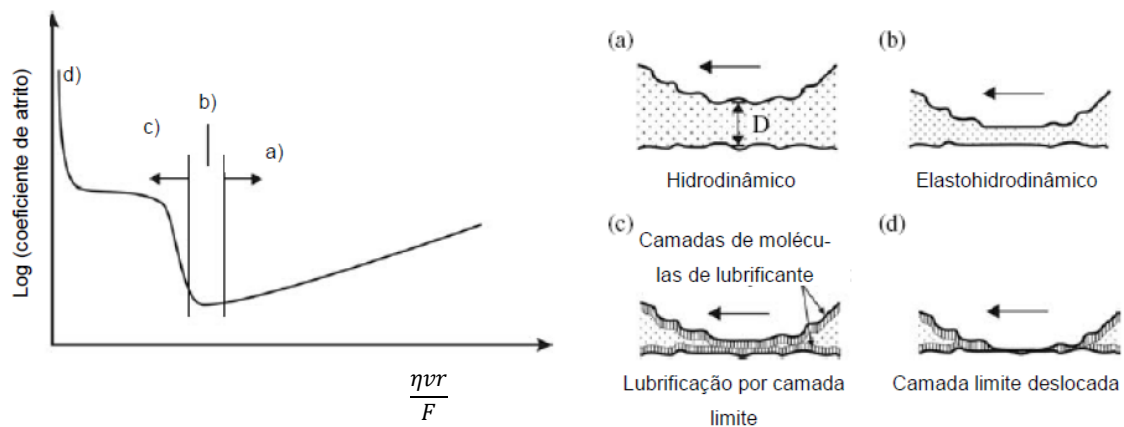 Log (coeficiente de atrito)
d)
b)
c)
a)
ηvr
F
(a)
D
Hidrodinâmico
(b)
Elastohidrodinâmico
(c)
Camadas de molécu-
las de lubrificante
Lubrificação por camada
limite
(d)
Camada limite deslocada